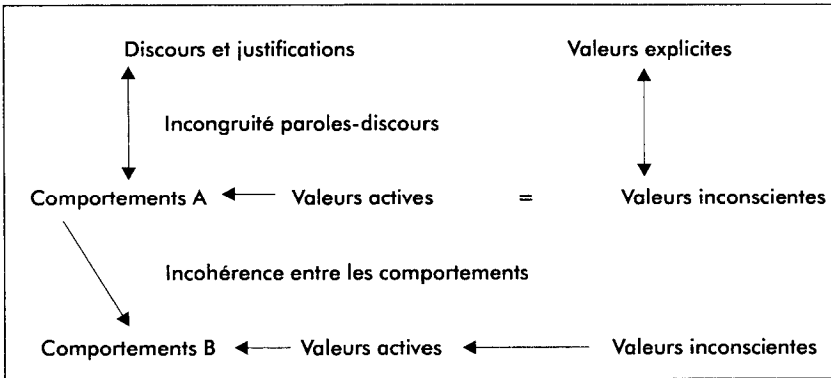 Discours et justifications Valeurs explicites
Incongruité paroles-discours
Comportements A Valeurs actives = Valeurs inconscientes
Incohérence entre les comportements
Comportements B Valeurs actives Valeurs inconscientes